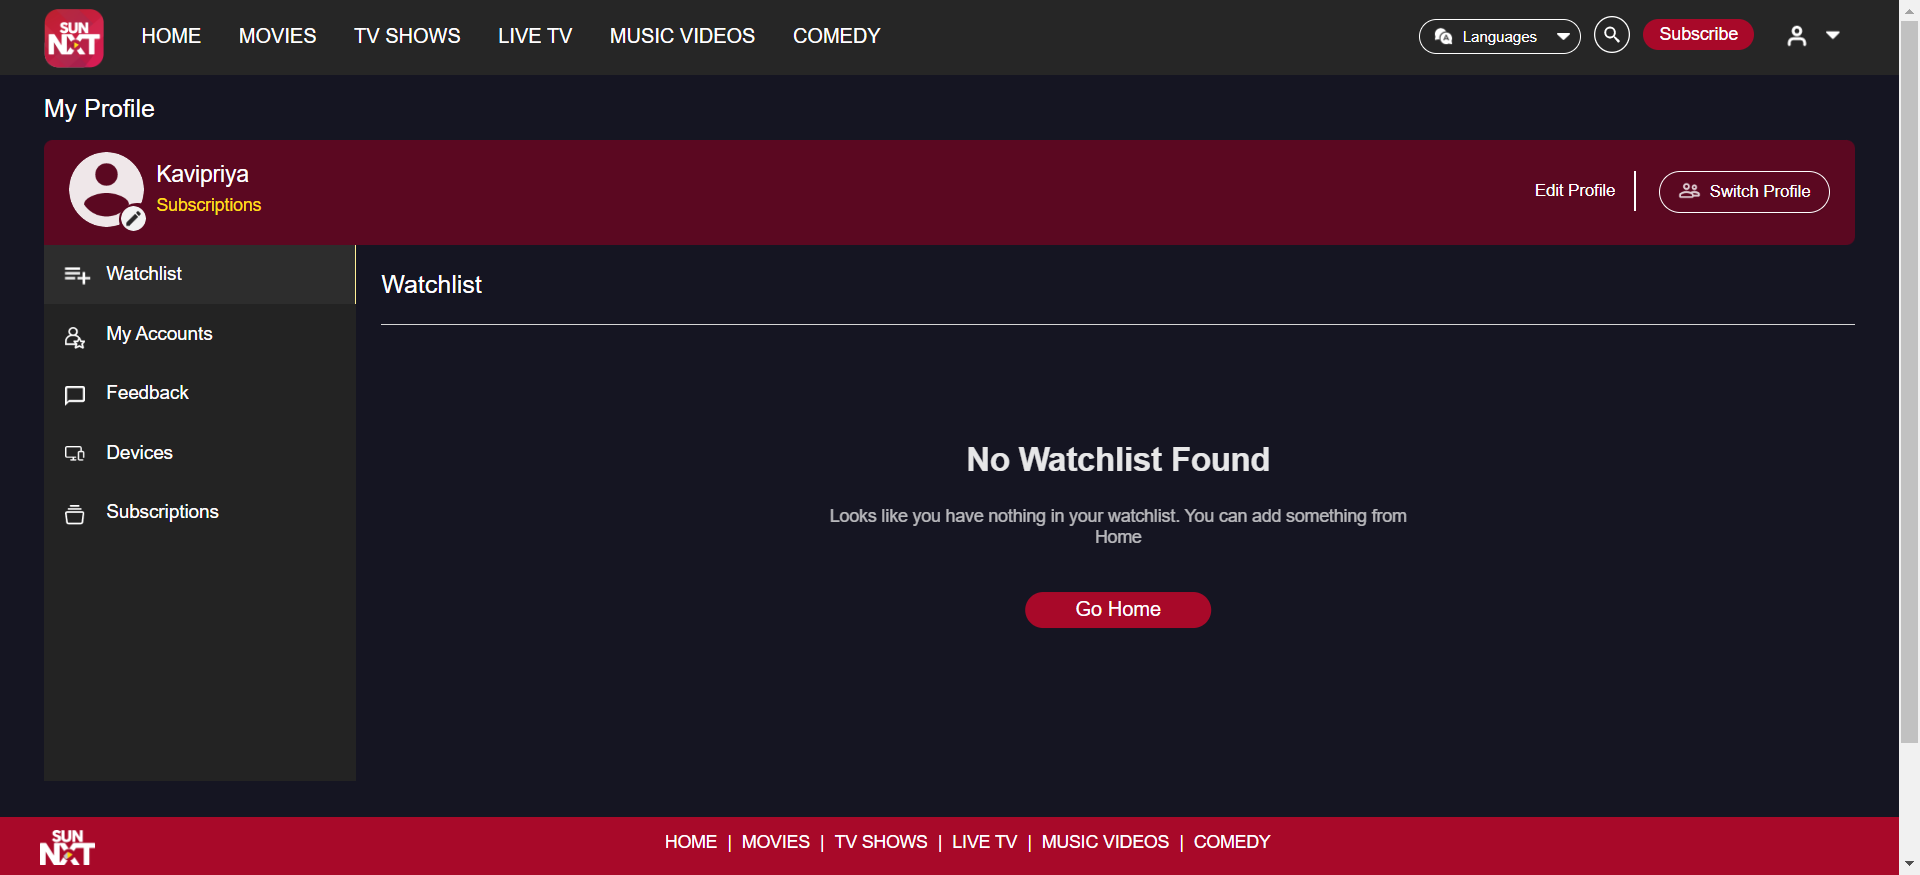 SUN NXT
HOME MOVIES TV SHOWS LIVE TV MUSIC VIDEOS COMEDY Languages Subscribe
My Profile
Kavipriya
Subscriptions
Edit Profile Switch Profile
Watchlist
My Accounts
Feedback
Devices
Subscriptions
Watchlist
No Watchlist Found
Looks like you have nothing in your watchlist. You can add something from
Home
Go Home
SUN NXT
HOME | MOVIES | TV SHOWS | LIVE TV | MUSIC VIDEOS | COMEDY